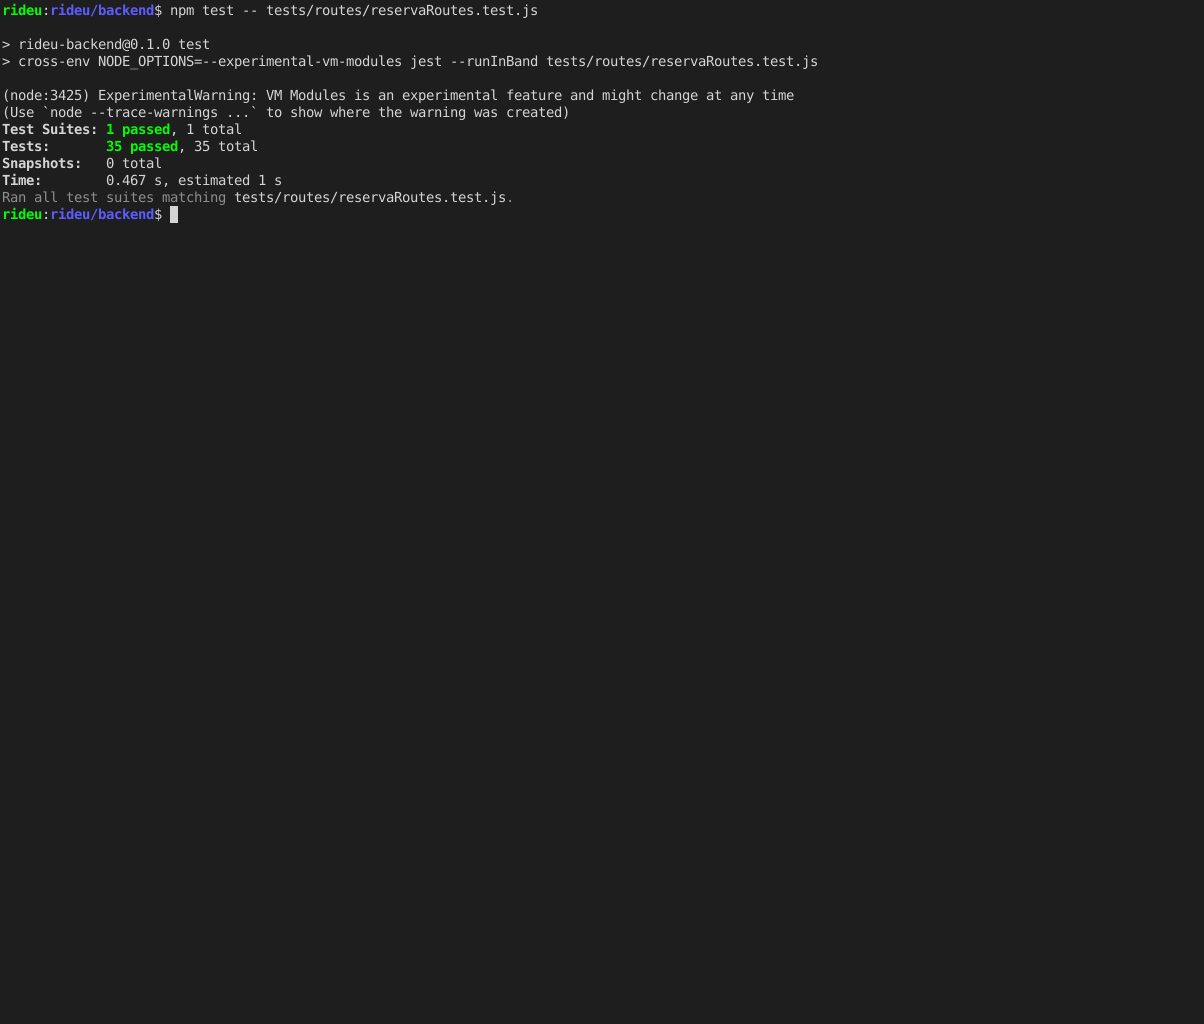 rideu:rideu/backend$ npm test -- tests/routes/reservaRoutes.test.js
> rideu-backend@0.1.0 test
> cross-env NODE_OPTIONS=--experimental-vm-modules jest --runInBand tests/routes/reservaRoutes.test.js
(node:3425) ExperimentalWarning: VM Modules is an experimental feature and might change at any time
(Use `node --trace-warnings ...` to show where the warning was created)
Test Suites: 1 passed, 1 total
Tests:       35 passed, 35 total
Snapshots:   0 total
Time:        0.467 s, estimated 1 s
Ran all test suites matching tests/routes/reservaRoutes.test.js.
rideu:rideu/backend$